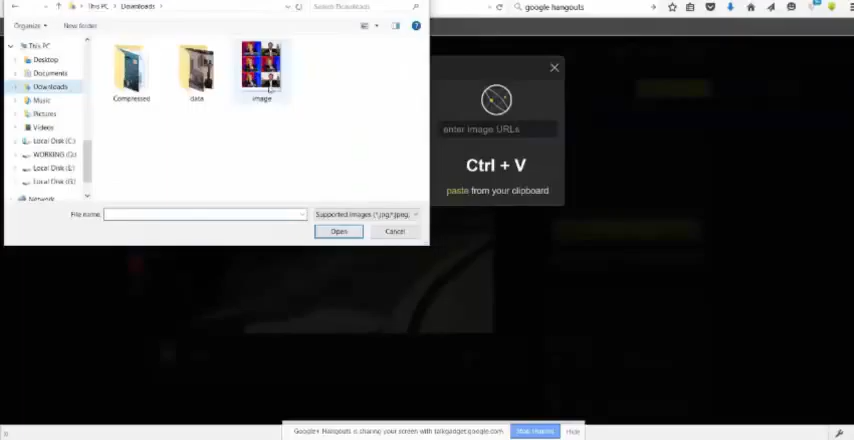 This PC > Downloads >
Search Downloads
google hangouts
Organize
New folder
This PC
Desktop
Documents
Downloads
Music
Pictures
Videos
Local Disk (C:)
WORKING (D:)
Local Disk (E:)
Network
Compressed
data
image
enter image URLs
Ctrl + V
paste from your clipboard
File name:
Supported Images (*.jpg;*.jpeg;
Open
Cancel
Google+ Hangouts is sharing your screen with talkgadget.google.com.
Stop sharing
Hide